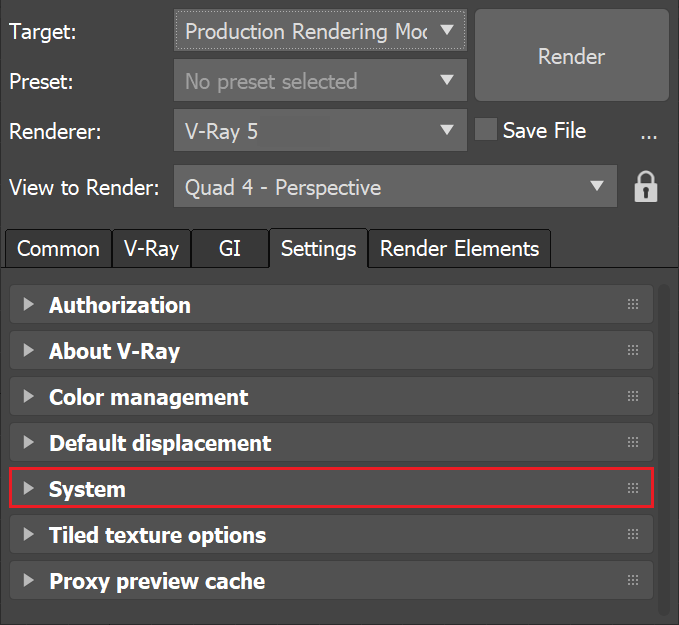 Target: Production Rendering Moc Render
Preset: No preset selected
Renderer: V-Ray 5 Save File ...
View to Render: Quad 4 - Perspective
Common V-Ray GI Settings Render Elements
Authorization
About V-Ray
Color management
Default displacement
System
Tiled texture options
Proxy preview cache